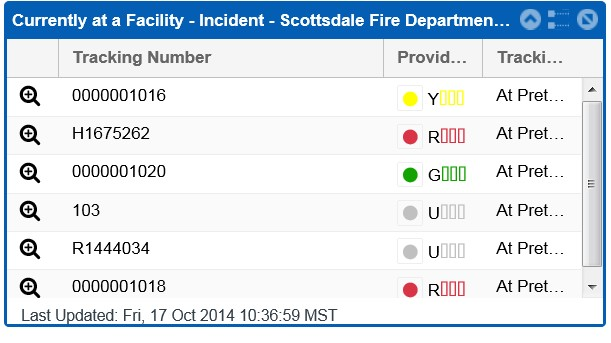 Currently at a Facility - Incident - Scottsdale Fire Departmen...
Tracking Number Provid... Tracki...
0000001016 Y▯▯▯ At Pret...
H1675262 R▯▯▯ At Pret...
0000001020 G▯▯▯ At Pret...
103 U▯▯▯ At Pret...
R1444034 U▯▯▯ At Pret...
0000001018 R▯▯▯ At Pret...
Last Updated: Fri, 17 Oct 2014 10:36:59 MST